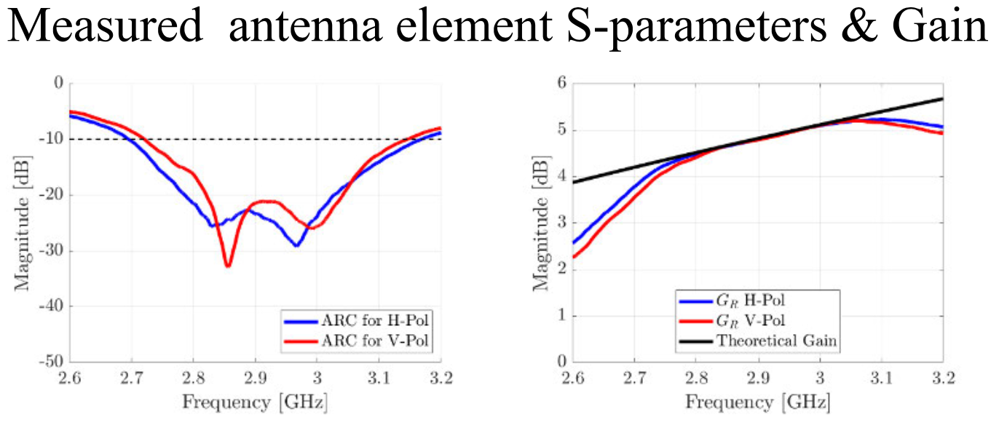 Measured antenna element S-parameters & Gain
0
-10
-20
-30
-40
-50
Magnitude [dB]
ARC for H-Pol
ARC for V-Pol
2.6 2.7 2.8 2.9 3 3.1 3.2
Frequency [GHz]
6
5
4
3
2
1
0
Magnitude [dB]
G_R H-Pol
G_R V-Pol
Theoretical Gain
2.6 2.7 2.8 2.9 3 3.1 3.2
Frequency [GHz]